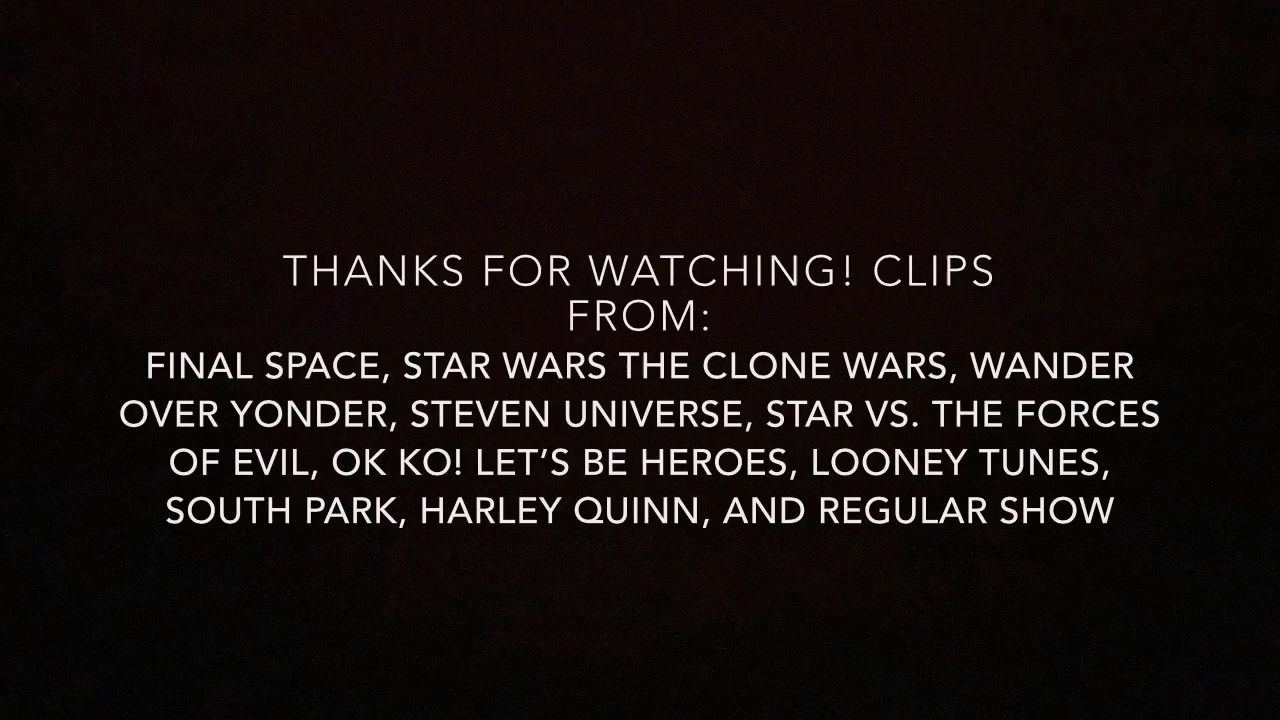 THANKS FOR WATCHING! CLIPS
FROM:
FINAL SPACE, STAR WARS THE CLONE WARS, WANDER
OVER YONDER, STEVEN UNIVERSE, STAR VS. THE FORCES
OF EVIL, OK KO! LET’S BE HEROES, LOONEY TUNES,
SOUTH PARK, HARLEY QUINN, AND REGULAR SHOW